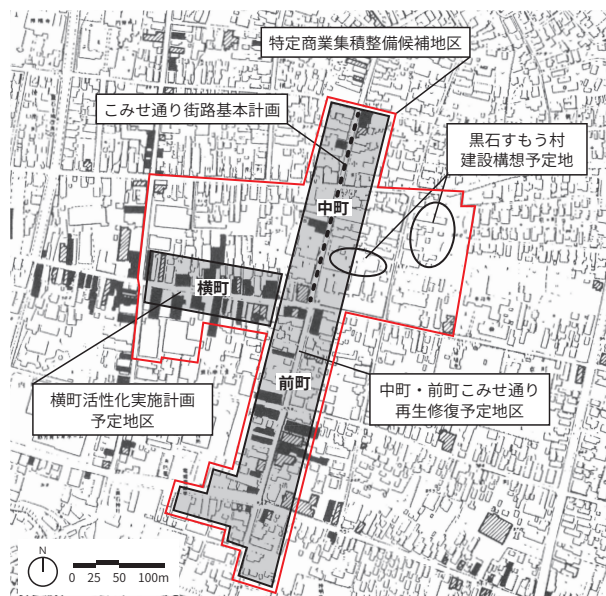 特定商業集積整備候補地区
こみせ通り街路基本計画
黒石すもう村
建設構想予定地
中町
横町
前町
横町活性化実施計画
予定地区
中町・前町こみせ通り
再生修復予定地区
N
0 25 50 100m